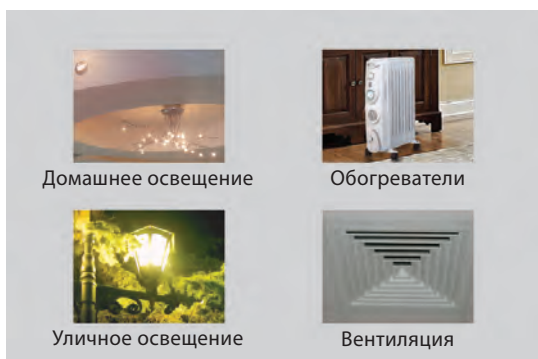 Домашнее освещение
Обогреватели
Уличное освещение
Вентиляция